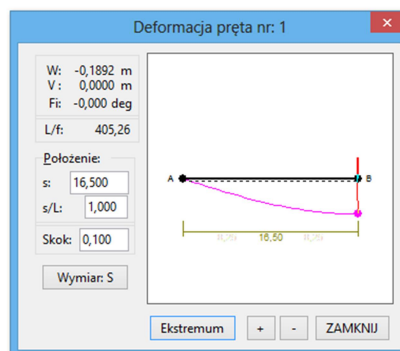 Deformacja pręta nr: 1
W: -0,1892 m
V : 0,0000 m
Fi: -0,000 deg
L/f: 405,26
Położenie:
s: 16,500
s/L: 1,000
Skok: 0,100
Wymiar: S
A B
16,50
Ekstremum + - ZAMKNIJ